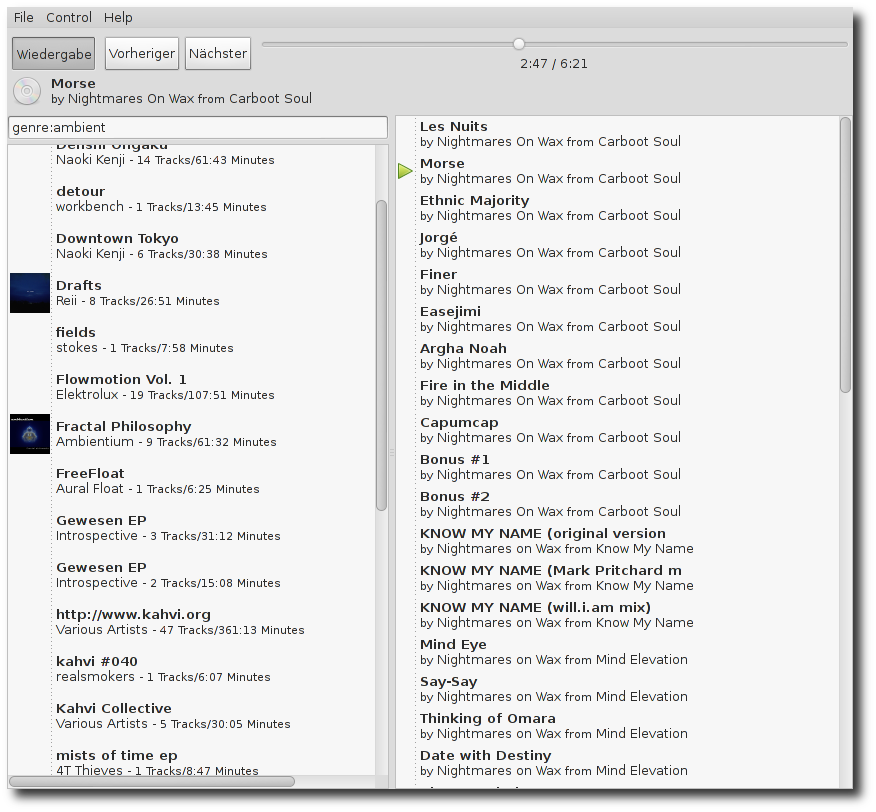 File Control Help
Wiedergabe Vorheriger Nächster
2:47 / 6:21
Morse
by Nightmares On Wax from Carboot Soul
genre:ambient
Denshi Ongaku
Naoki Kenji - 14 Tracks/61:43 Minutes
detour
workbench - 1 Tracks/13:45 Minutes
Downtown Tokyo
Naoki Kenji - 6 Tracks/30:38 Minutes
Drafts
Reii - 8 Tracks/26:51 Minutes
fields
stokes - 1 Tracks/7:58 Minutes
Flowmotion Vol. 1
Elektrolux - 19 Tracks/107:51 Minutes
Fractal Philosophy
Ambientium - 9 Tracks/61:32 Minutes
FreeFloat
Aural Float - 1 Tracks/6:25 Minutes
Gewesen EP
Introspective - 3 Tracks/31:12 Minutes
Gewesen EP
Introspective - 2 Tracks/15:08 Minutes
http://www.kahvi.org
Various Artists - 47 Tracks/361:13 Minutes
kahvi #040
realsmokers - 1 Tracks/6:07 Minutes
Kahvi Collective
Various Artists - 5 Tracks/30:05 Minutes
mists of time ep
4T Thieves - 1 Tracks/8:47 Minutes
Les Nuits
by Nightmares On Wax from Carboot Soul
Morse
by Nightmares On Wax from Carboot Soul
Ethnic Majority
by Nightmares On Wax from Carboot Soul
Jorgé
by Nightmares On Wax from Carboot Soul
Finer
by Nightmares On Wax from Carboot Soul
Easejimi
by Nightmares On Wax from Carboot Soul
Argha Noah
by Nightmares On Wax from Carboot Soul
Fire in the Middle
by Nightmares On Wax from Carboot Soul
Capumcap
by Nightmares On Wax from Carboot Soul
Bonus #1
by Nightmares On Wax from Carboot Soul
Bonus #2
by Nightmares On Wax from Carboot Soul
KNOW MY NAME (original version
by Nightmares on Wax from Know My Name
KNOW MY NAME (Mark Pritchard m
by Nightmares on Wax from Know My Name
KNOW MY NAME (will.i.am mix)
by Nightmares on Wax from Know My Name
Mind Eye
by Nightmares on Wax from Mind Elevation
Say-Say
by Nightmares on Wax from Mind Elevation
Thinking of Omara
by Nightmares on Wax from Mind Elevation
Date with Destiny
by Nightmares on Wax from Mind Elevation